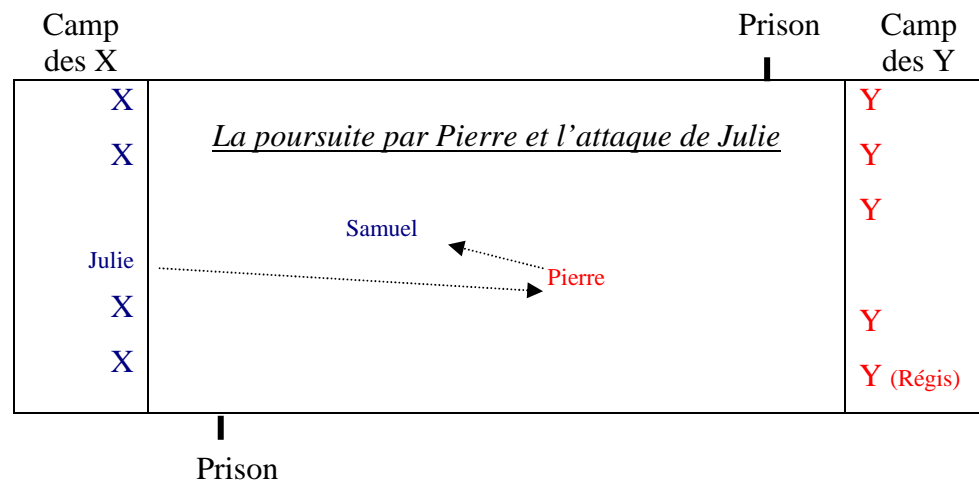 Camp
des X
Prison
Camp
des Y
X
Y
La poursuite par Pierre et l’attaque de Julie
X
Y
Y
Samuel
Julie
Pierre
X
Y
X
Y (Régis)
Prison